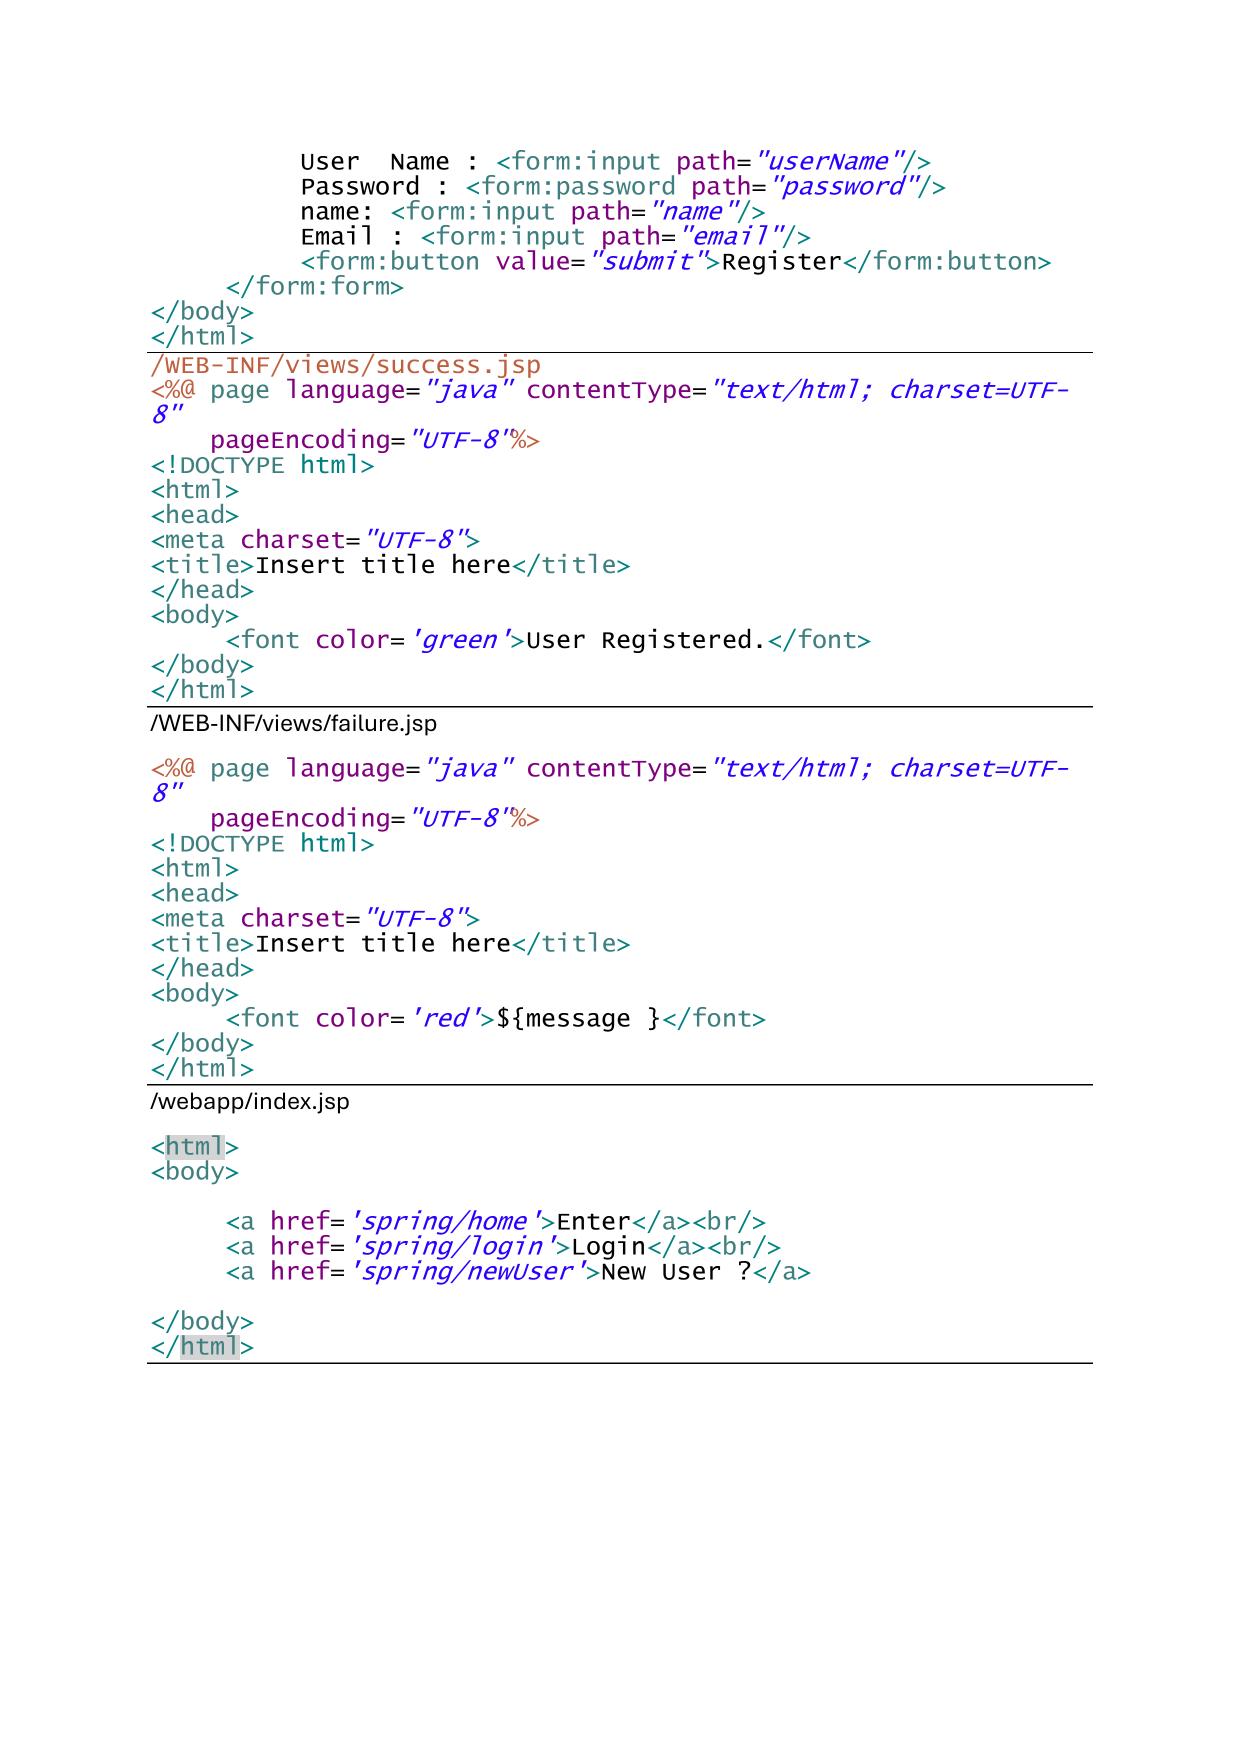 User  Name : <form:input path="userName"/>
Password : <form:password path="password"/>
name: <form:input path="name"/>
Email : <form:input path="email"/>
<form:button value="submit">Register</form:button>
</form:form>
</body>
</html>
/WEB-INF/views/success.jsp
<%@ page language="java" contentType="text/html; charset=UTF-
8"
pageEncoding="UTF-8"%>
<!DOCTYPE html>
<html>
<head>
<meta charset="UTF-8">
<title>Insert title here</title>
</head>
<body>
<font color='green'>User Registered.</font>
</body>
</html>
/WEB-INF/views/failure.jsp
<%@ page language="java" contentType="text/html; charset=UTF-
8"
pageEncoding="UTF-8"%>
<!DOCTYPE html>
<html>
<head>
<meta charset="UTF-8">
<title>Insert title here</title>
</head>
<body>
<font color='red'>${message }</font>
</body>
</html>
/webapp/index.jsp
<html>
<body>
<a href='spring/home'>Enter</a><br/>
<a href='spring/login'>Login</a><br/>
<a href='spring/newUser'>New User ?</a>
</body>
</html>